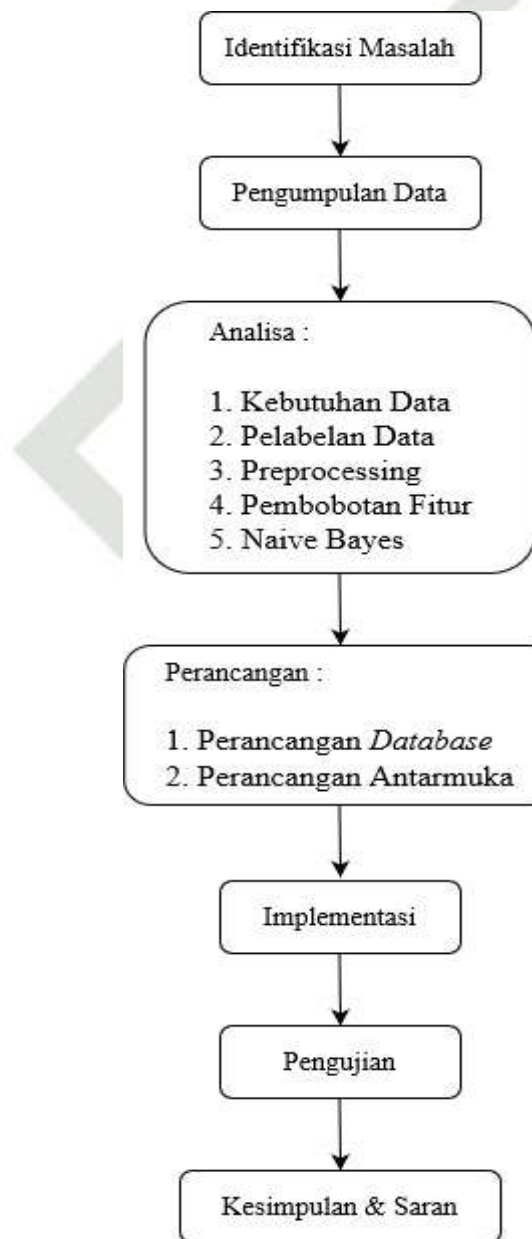 Identifikasi Masalah
Pengumpulan Data
Analisa :
1. Kebutuhan Data
2. Pelabelan Data
3. Preprocessing
4. Pembobotan Fitur
5. Naive Bayes
Perancangan :
1. Perancangan Database
2. Perancangan Antarmuka
Implementasi
Pengujian
Kesimpulan & Saran